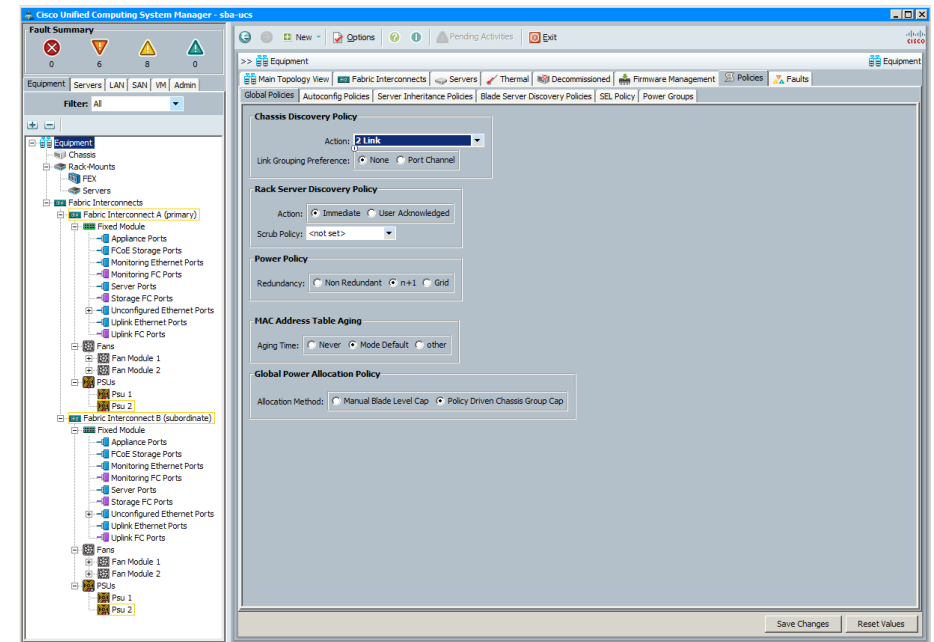 Cisco Unified Computing System Manager - sba-ucs
Fault Summary
0 6 8 0
Equipment Servers LAN SAN VM Admin
Filter: All
Equipment
Chassis
Rack-Mounts
FEX
Servers
Fabric Interconnects
Fabric Interconnect A (primary)
Fixed Module
Appliance Ports
FCoE Storage Ports
Monitoring Ethernet Ports
Monitoring FC Ports
Server Ports
Storage FC Ports
Unconfigured Ethernet Ports
Uplink Ethernet Ports
Uplink FC Ports
Fans
Fan Module 1
Fan Module 2
PSUs
Psu 1
Psu 2
Fabric Interconnect B (subordinate)
Fixed Module
Appliance Ports
FCoE Storage Ports
Monitoring Ethernet Ports
Monitoring FC Ports
Server Ports
Storage FC Ports
Unconfigured Ethernet Ports
Uplink Ethernet Ports
Uplink FC Ports
Fans
Fan Module 1
Fan Module 2
PSUs
Psu 1
Psu 2
New Options Pending Activities Exit
CISCO
>> Equipment Equipment
Main Topology View Fabric Interconnects Servers Thermal Decommissioned Firmware Management Policies Faults
Global Policies Autoconfig Policies Server Inheritance Policies Blade Server Discovery Policies SEL Policy Power Groups
Chassis Discovery Policy
Action: 2 Link
Link Grouping Preference: None Port Channel
Rack Server Discovery Policy
Action: Immediate User Acknowledged
Scrub Policy: <not set>
Power Policy
Redundancy: Non Redundant n+1 Grid
MAC Address Table Aging
Aging Time: Never Mode Default other
Global Power Allocation Policy
Allocation Method: Manual Blade Level Cap Policy Driven Chassis Group Cap
Save Changes Reset Values